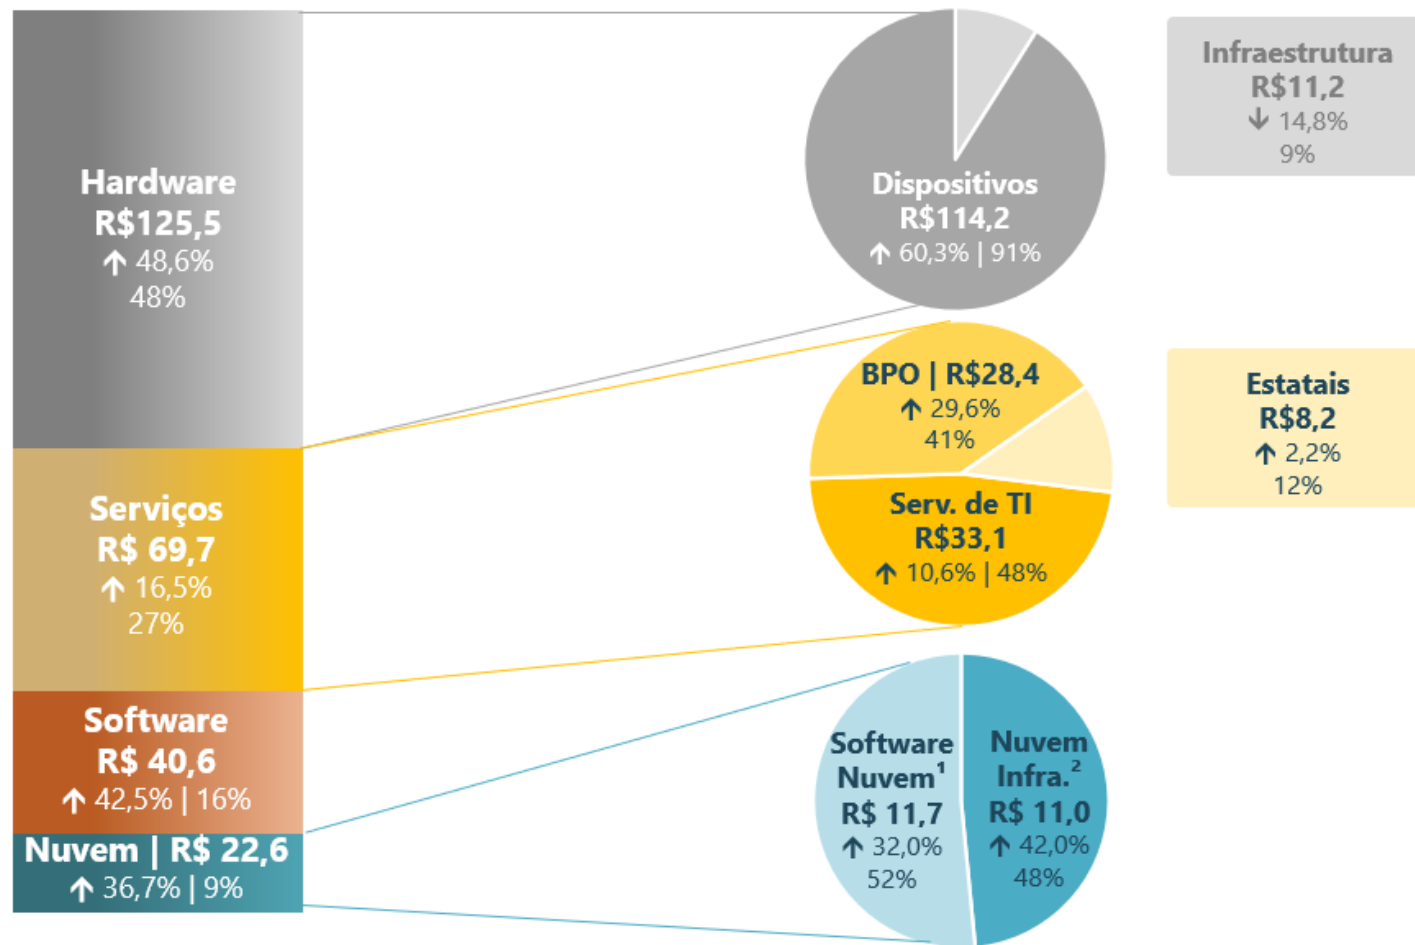 Hardware
R$125,5
↑ 48,6%
48%
Serviços
R$ 69,7
↑ 16,5%
27%
Software
R$ 40,6
↑ 42,5% | 16%
Nuvem | R$ 22,6
↑ 36,7% | 9%
Dispositivos
R$114,2
↑ 60,3% | 91%
Infraestrutura
R$11,2
↓ 14,8%
9%
BPO | R$28,4
↑ 29,6%
41%
Serv. de TI
R$33,1
↑ 10,6% | 48%
Estatais
R$8,2
↑ 2,2%
12%
Software
Nuvem¹
R$ 11,7
↑ 32,0%
52%
Nuvem
Infra.²
R$ 11,0
↑ 42,0%
48%